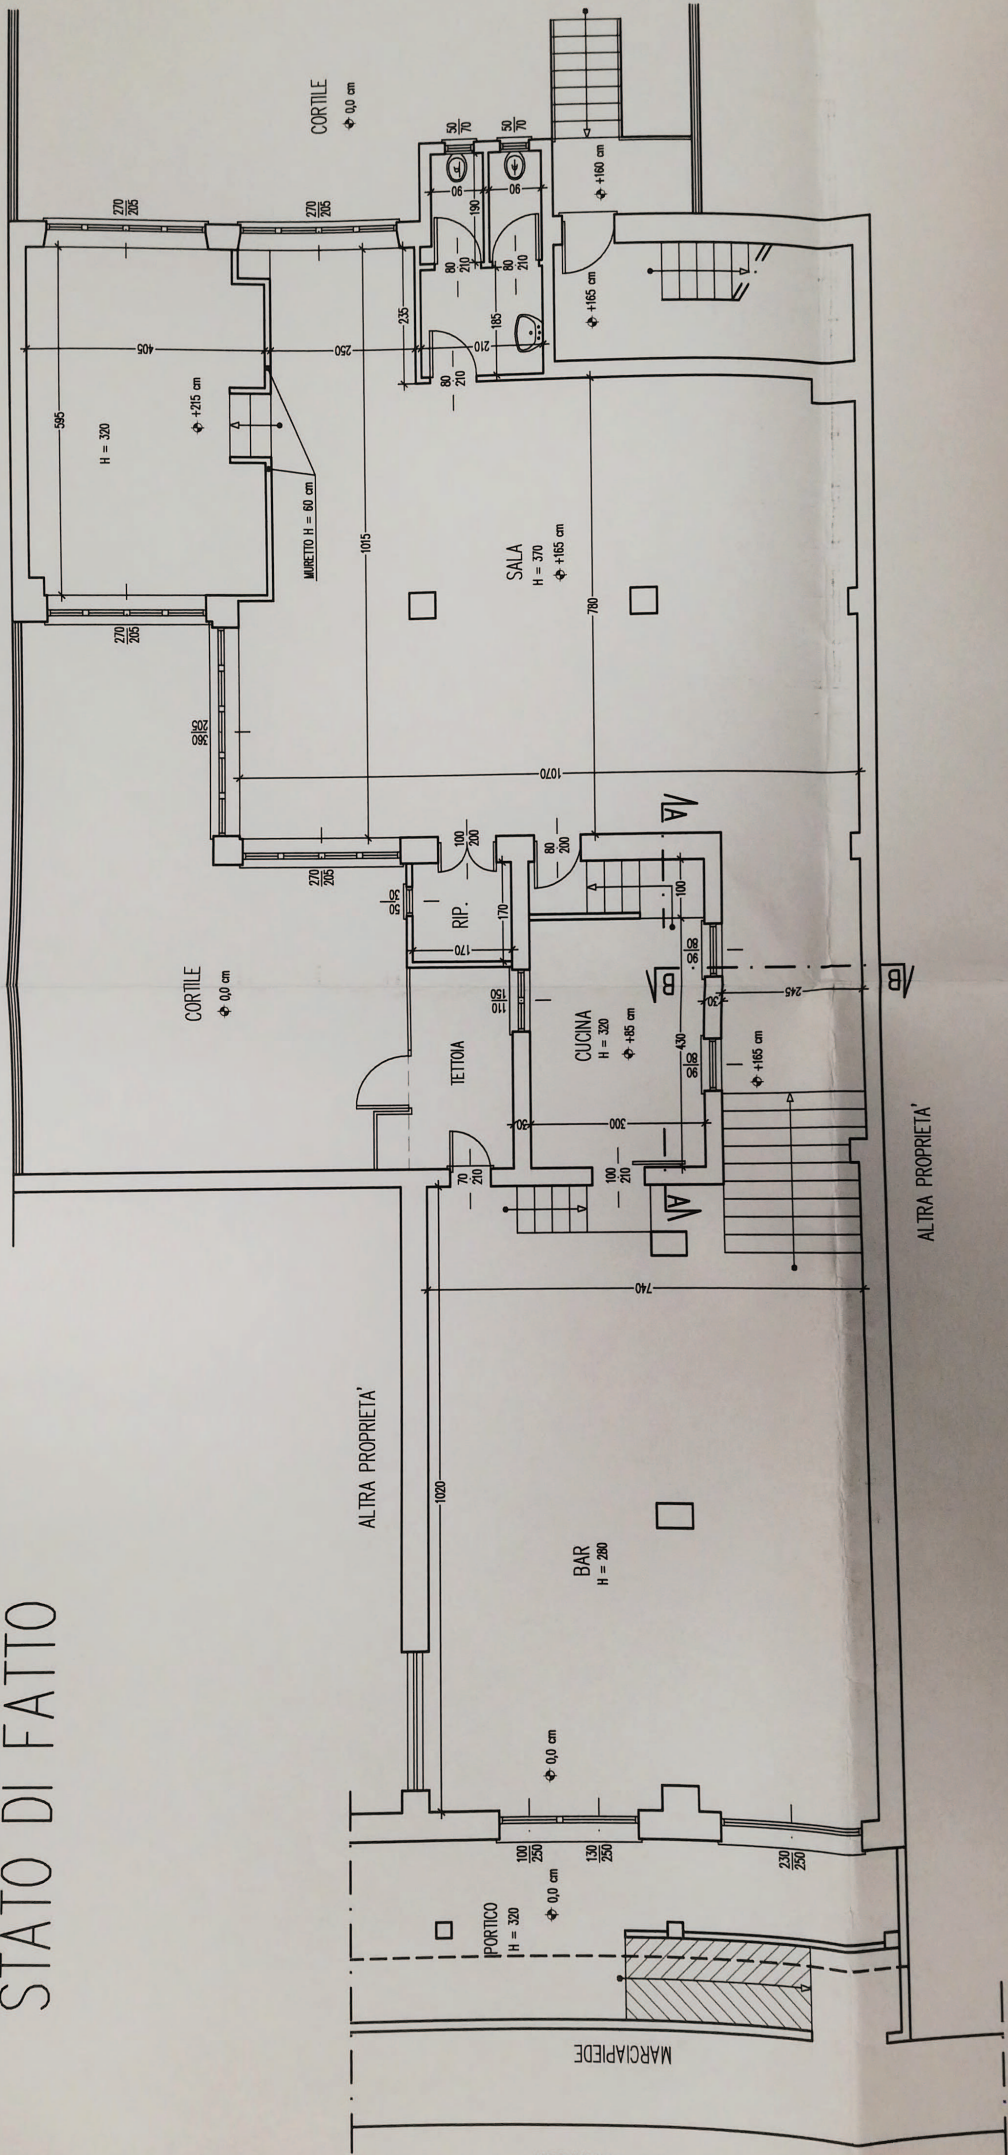 STATO DI FATTO
CORTILE
0,0 cm
270
205
270
205
50
70
50
70
+160 cm
+165 cm
90
190
90
80
210
80
210
185
210
80
210
235
405
250
595
H = 320
+215 cm
MURETTO H = 60 cm
1015
SALA
H = 370
+165 cm
780
270
205
360
205
1070
270
205
100
200
80
200
A
50
30
RIP.
170
170
100
CORTILE
0,0 cm
TETTOIA
110
150
CUCINA
H = 320
+85 cm
430
300
30
30
90
80
90
80
B
B
245
+165 cm
70
210
100
210
A
ALTRA PROPRIETA'
740
ALTRA PROPRIETA'
1020
BAR
H = 280
0,0 cm
100
250
130
250
230
250
PORTICO
H = 320
0,0 cm
MARCIAPIEDE